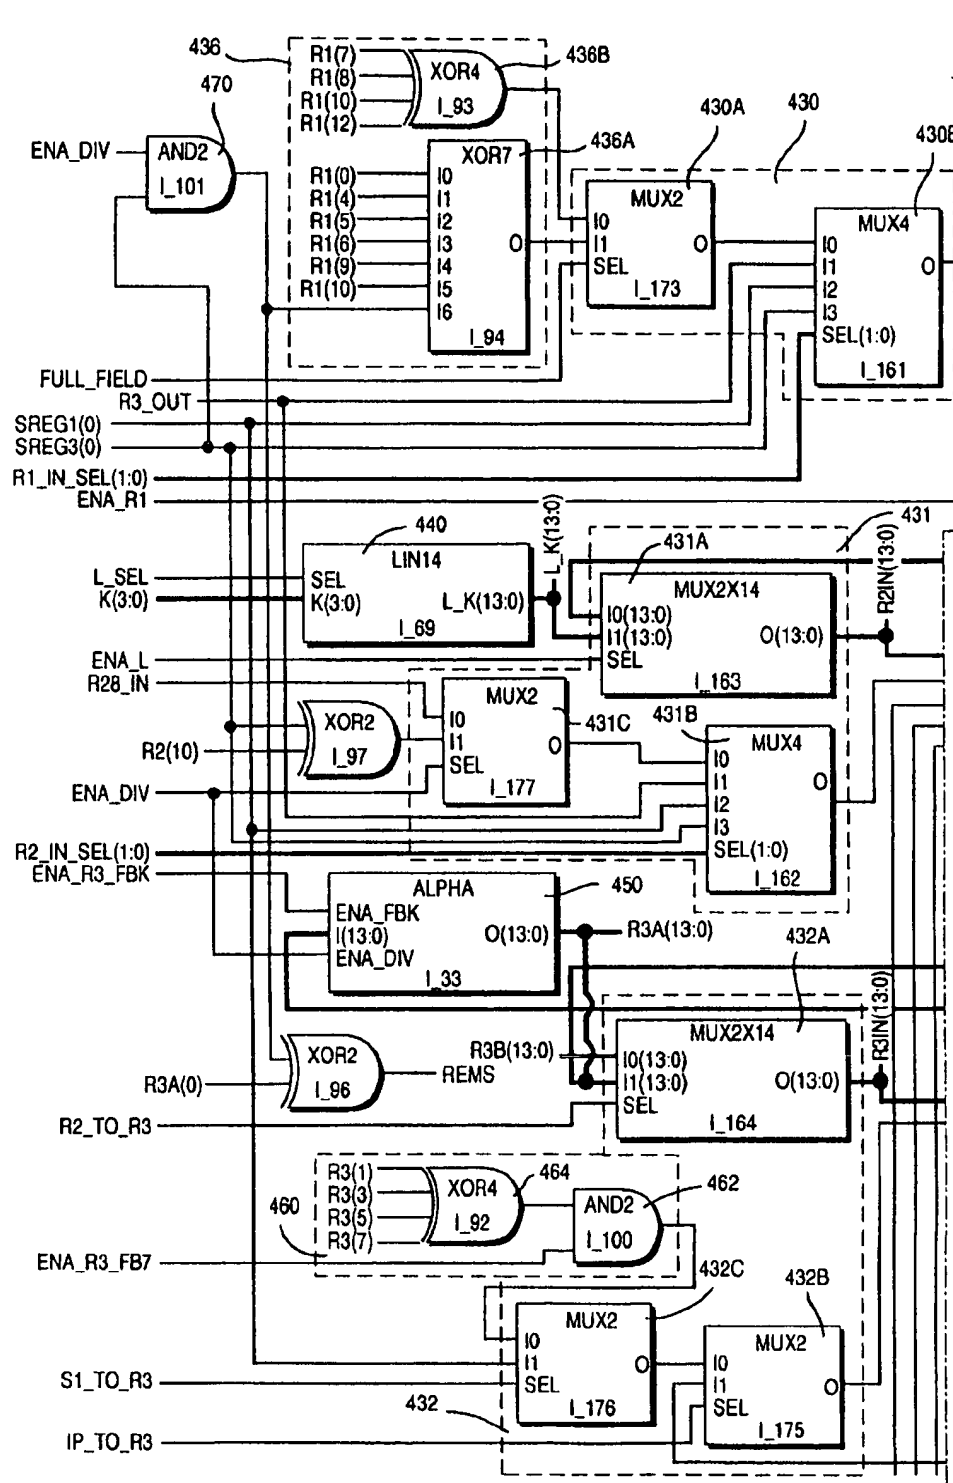 436
R1(7)
R1(8)
R1(10)
R1(12)
XOR4
I_93
436B
470
ENA_DIV
AND2
I_101
XOR7
436A
R1(0)
R1(4)
R1(5)
R1(6)
R1(9)
R1(10)
I0
I1
I2
I3
I4
I5
I6
O
I_94
430A
430
MUX2
I0
I1
SEL
O
I_173
MUX4
I0
I1
I2
I3
SEL(1:0)
O
I_161
FULL_FIELD
R3_OUT
SREG1(0)
SREG3(0)
R1_IN_SEL(1:0)
ENA_R1
440
LIN14
SEL
K(3:0)
L_K(13:0)
I_69
L_SEL
K(3:0)
L_K(13:0)
431A
431
MUX2X14
I0(13:0)
I1(13:0)
SEL
O(13:0)
I_163
R2IN(13:0)
ENA_L
R28_IN
XOR2
I_97
R2(10)
MUX2
I0
I1
SEL
O
I_177
431C
431B
MUX4
I0
I1
I2
I3
SEL(1:0)
O
I_162
ENA_DIV
R2_IN_SEL(1:0)
ENA_R3_FBK
ALPHA
ENA_FBK
I(13:0)
ENA_DIV
O(13:0)
I_33
450
R3A(13:0)
432A
MUX2X14
R3B(13:0)
I0(13:0)
I1(13:0)
SEL
O(13:0)
I_164
R3IN(13:0)
XOR2
I_96
R3A(0)
REMS
R2_TO_R3
460
R3(1)
R3(3)
R3(5)
R3(7)
XOR4
I_92
464
AND2
I_100
462
ENA_R3_FB7
432C
MUX2
I0
I1
SEL
O
I_176
432B
MUX2
I0
I1
SEL
O
I_175
S1_TO_R3
432
IP_TO_R3